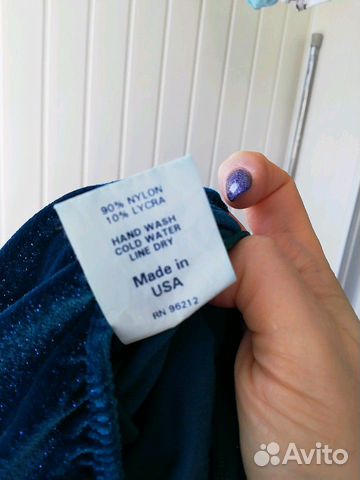 90% NYLON
10% LYCRA
HAND WASH
COLD WATER
LINE DRY
Made in
USA
RN 96212
Avito